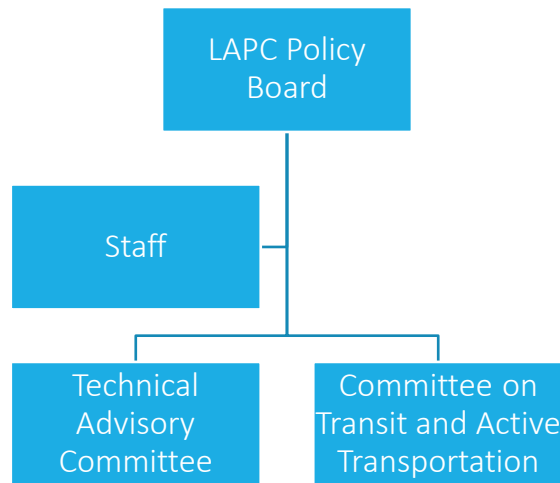 LAPC Policy
Board
Staff
Technical
Advisory
Committee
Committee on
Transit and Active
Transportation